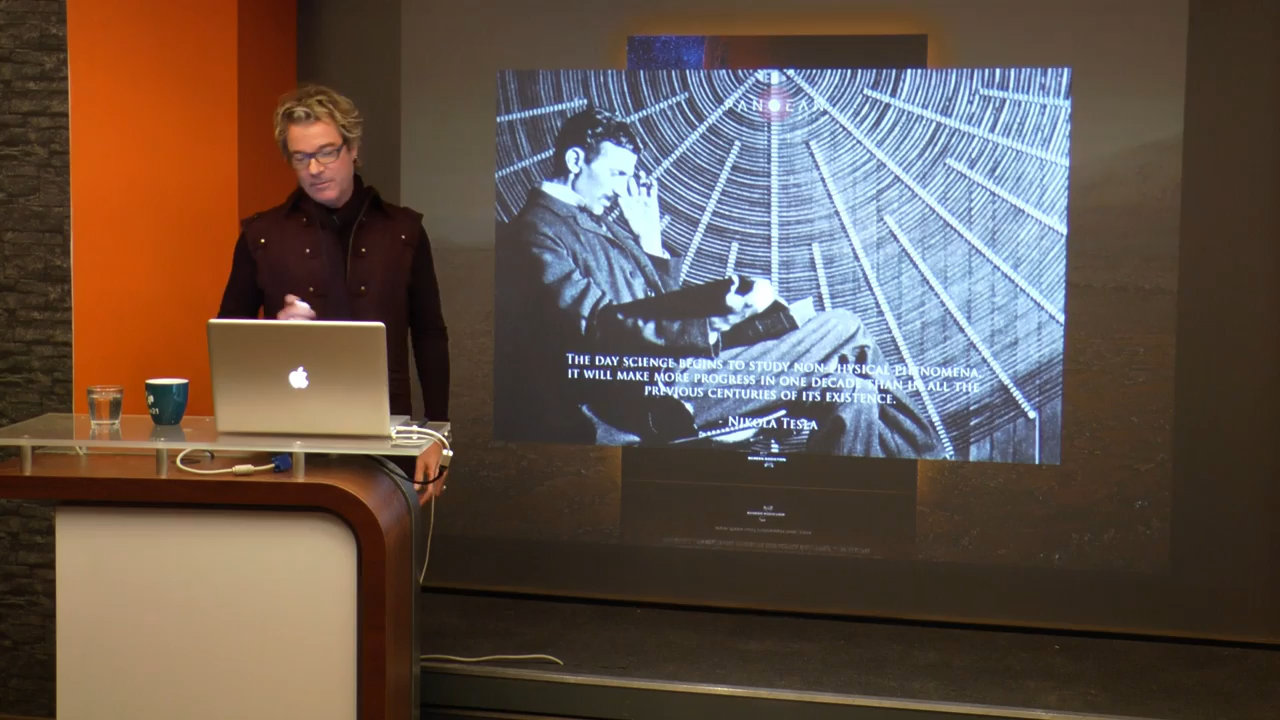 THE DAY SCIENCE BEGINS TO STUDY NON-PHYSICAL PHENOMENA,
IT WILL MAKE MORE PROGRESS IN ONE DECADE THAN IN ALL THE
PREVIOUS CENTURIES OF ITS EXISTENCE.
- NIKOLA TESLA